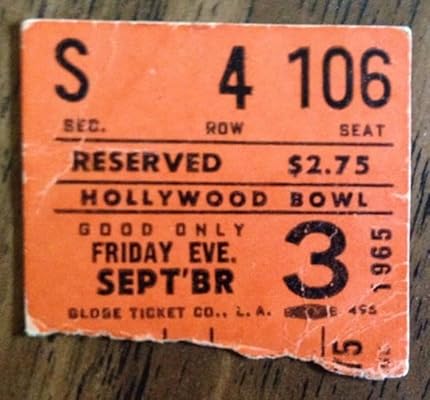 S 4 106
SEC. ROW SEAT
RESERVED $2.75
HOLLYWOOD BOWL
GOOD ONLY
FRIDAY EVE.
SEPT'BR 3 1965
GLOBE TICKET CO., L.A. 495